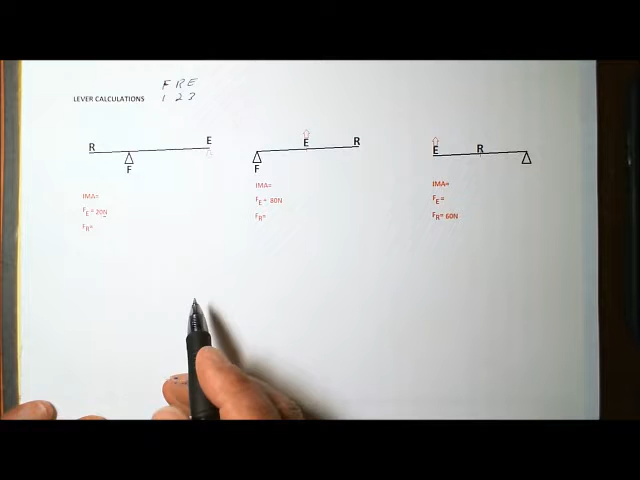 F R E
LEVER CALCULATIONS 1 2 3
R E
F
IMA=
FE = 20N
FR=
E R
F
IMA=
FE = 80N
FR=
E R
IMA=
FE =
FR= 60N